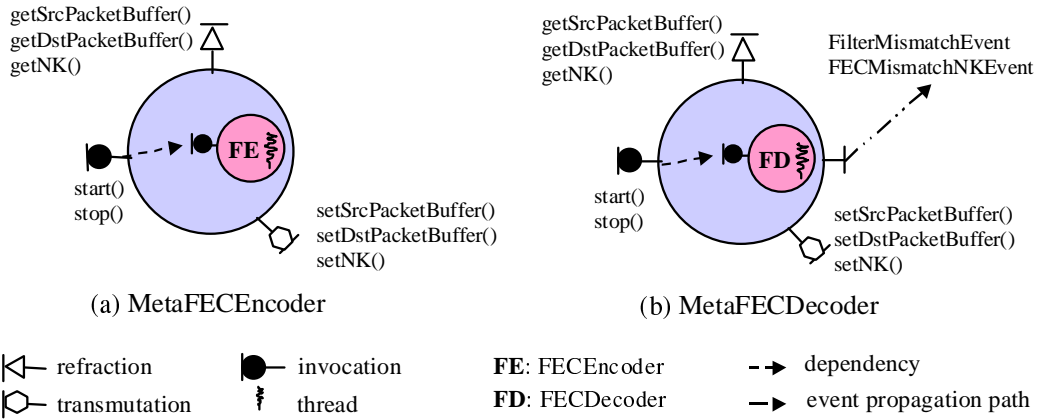 getSrcPacketBuffer()
getDstPacketBuffer()
getNK()
FE
start()
stop()
setSrcPacketBuffer()
setDstPacketBuffer()
setNK()
(a) MetaFECEncoder
getSrcPacketBuffer()
getDstPacketBuffer()
getNK()
FilterMismatchEvent
FECMismatchNKEvent
FD
start()
stop()
setSrcPacketBuffer()
setDstPacketBuffer()
setNK()
(b) MetaFECDecoder
refraction
invocation
FE: FECEncoder
dependency
transmutation
thread
FD: FECDecoder
event propagation path